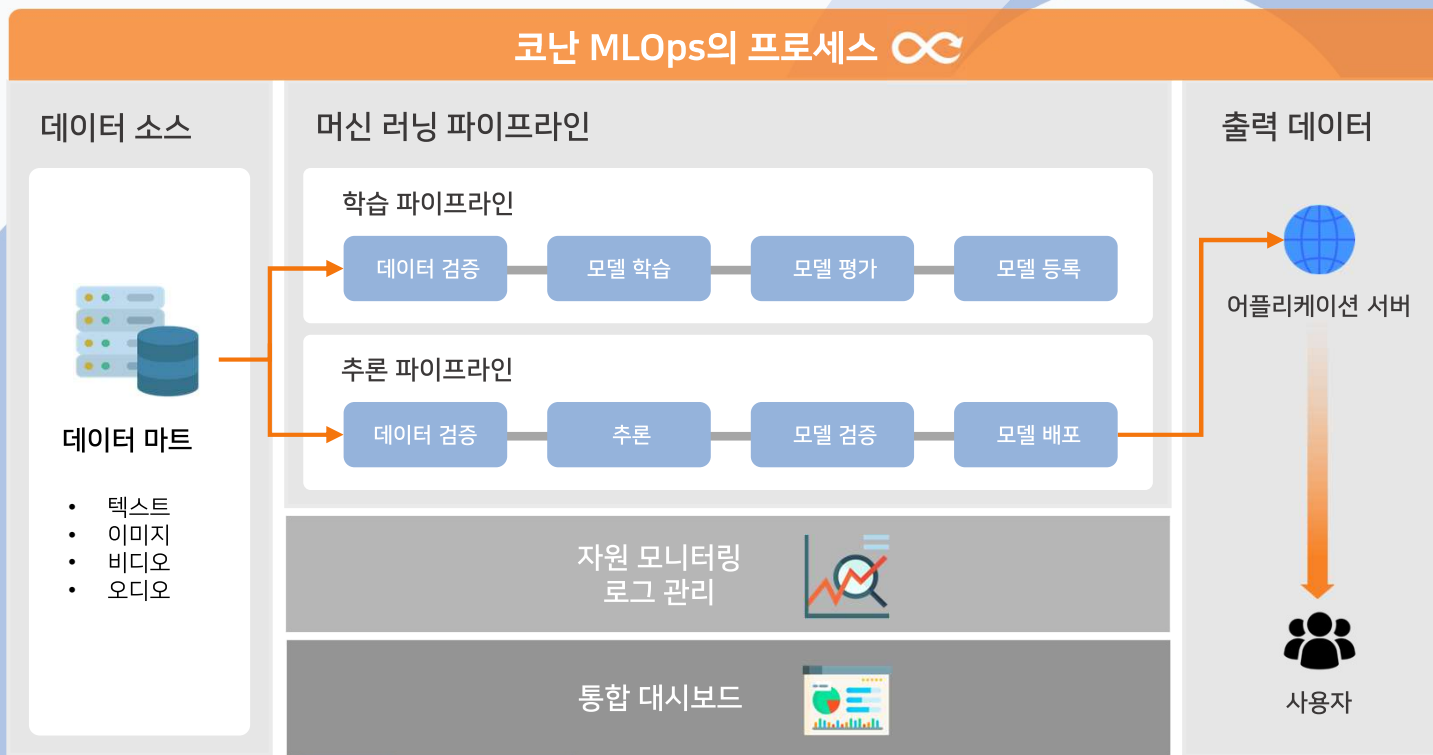 코난 MLOps의 프로세스
데이터 소스
데이터 마트
• 텍스트
• 이미지
• 비디오
• 오디오
머신 러닝 파이프라인
학습 파이프라인
데이터 검증
모델 학습
모델 평가
모델 등록
추론 파이프라인
데이터 검증
추론
모델 검증
모델 배포
자원 모니터링
로그 관리
통합 대시보드
출력 데이터
어플리케이션 서버
사용자